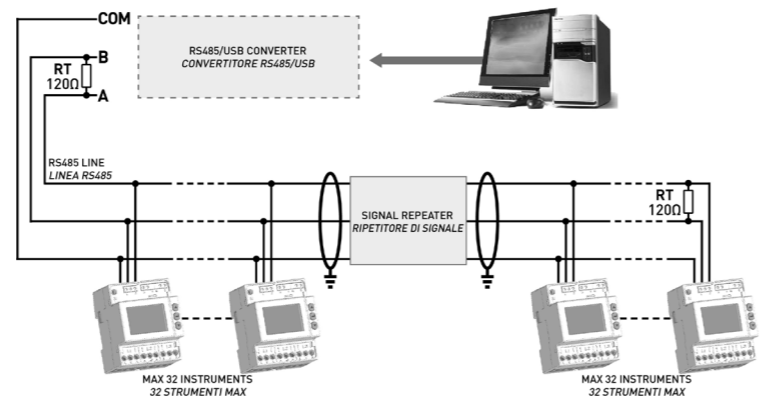 COM
RS485/USB CONVERTER
CONVERTITORE RS485/USB
B
RT
120Ω
A
RS485 LINE
LINEA RS485
SIGNAL REPEATER
RIPETITORE DI SIGNALE
RT
120Ω
MAX 32 INSTRUMENTS
32 STRUMENTI MAX
MAX 32 INSTRUMENTS
32 STRUMENTI MAX